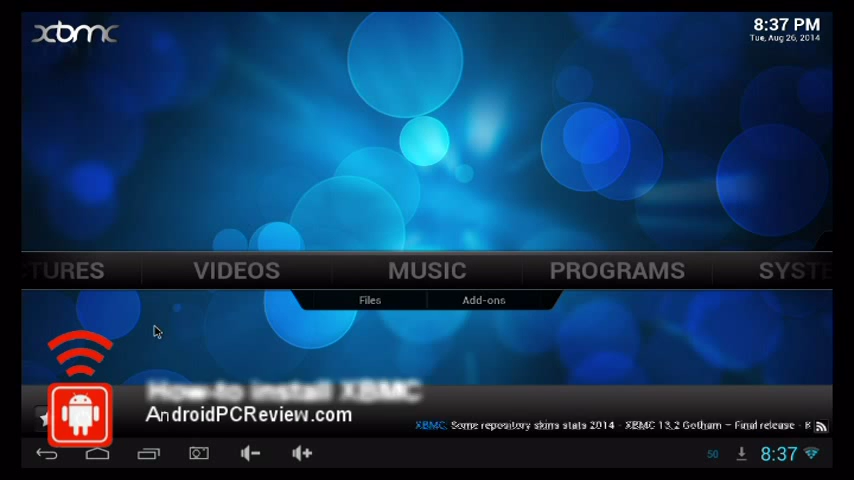 xbmc
8:37 PM
Tue, Aug 26, 2014
CTURES VIDEOS MUSIC PROGRAMS SYSTE
Files Add-ons
How-to install XBMC
AndroidPCReview.com
XBMC: Some repository skins stats 2014 - XBMC 13.2 Gotham – Final release -
50 8:37